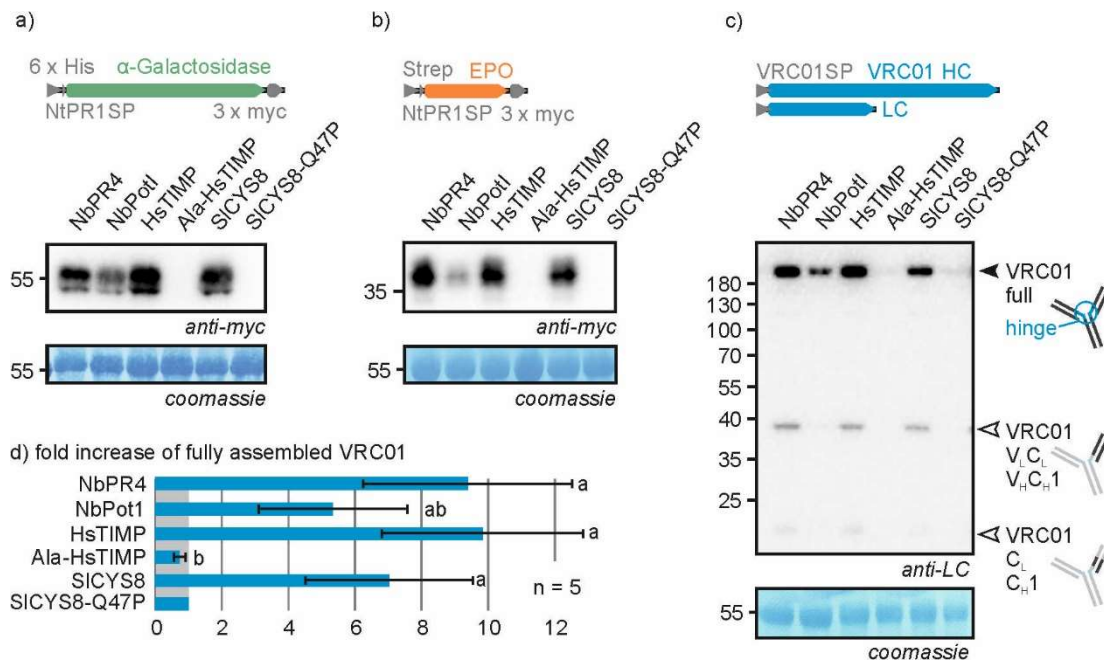 a)
6 x His α-Galactosidase
NtPR1SP 3 x myc
NbPR4
NbPotI
HsTIMP
Ala-HsTIMP
SlCYS8
SlCYS8-Q47P
55
anti-myc
55
coomassie
b)
Strep EPO
NtPR1SP 3 x myc
NbPR4
NbPotI
HsTIMP
Ala-HsTIMP
SlCYS8
SlCYS8-Q47P
35
anti-myc
55
coomassie
c)
VRC01SP VRC01 HC
LC
NbPR4
NbPotI
HsTIMP
Ala-HsTIMP
SlCYS8
SlCYS8-Q47P
180
130
100
70
55
40
35
25
VRC01
full
hinge
VRC01
VLCL
VHCH1
VRC01
CL
CH1
anti-LC
55
coomassie
d) fold increase of fully assembled VRC01
NbPR4 a
NbPot1 ab
HsTIMP a
Ala-HsTIMP b
SlCYS8 a
SlCYS8-Q47P n = 5
0 2 4 6 8 10 12